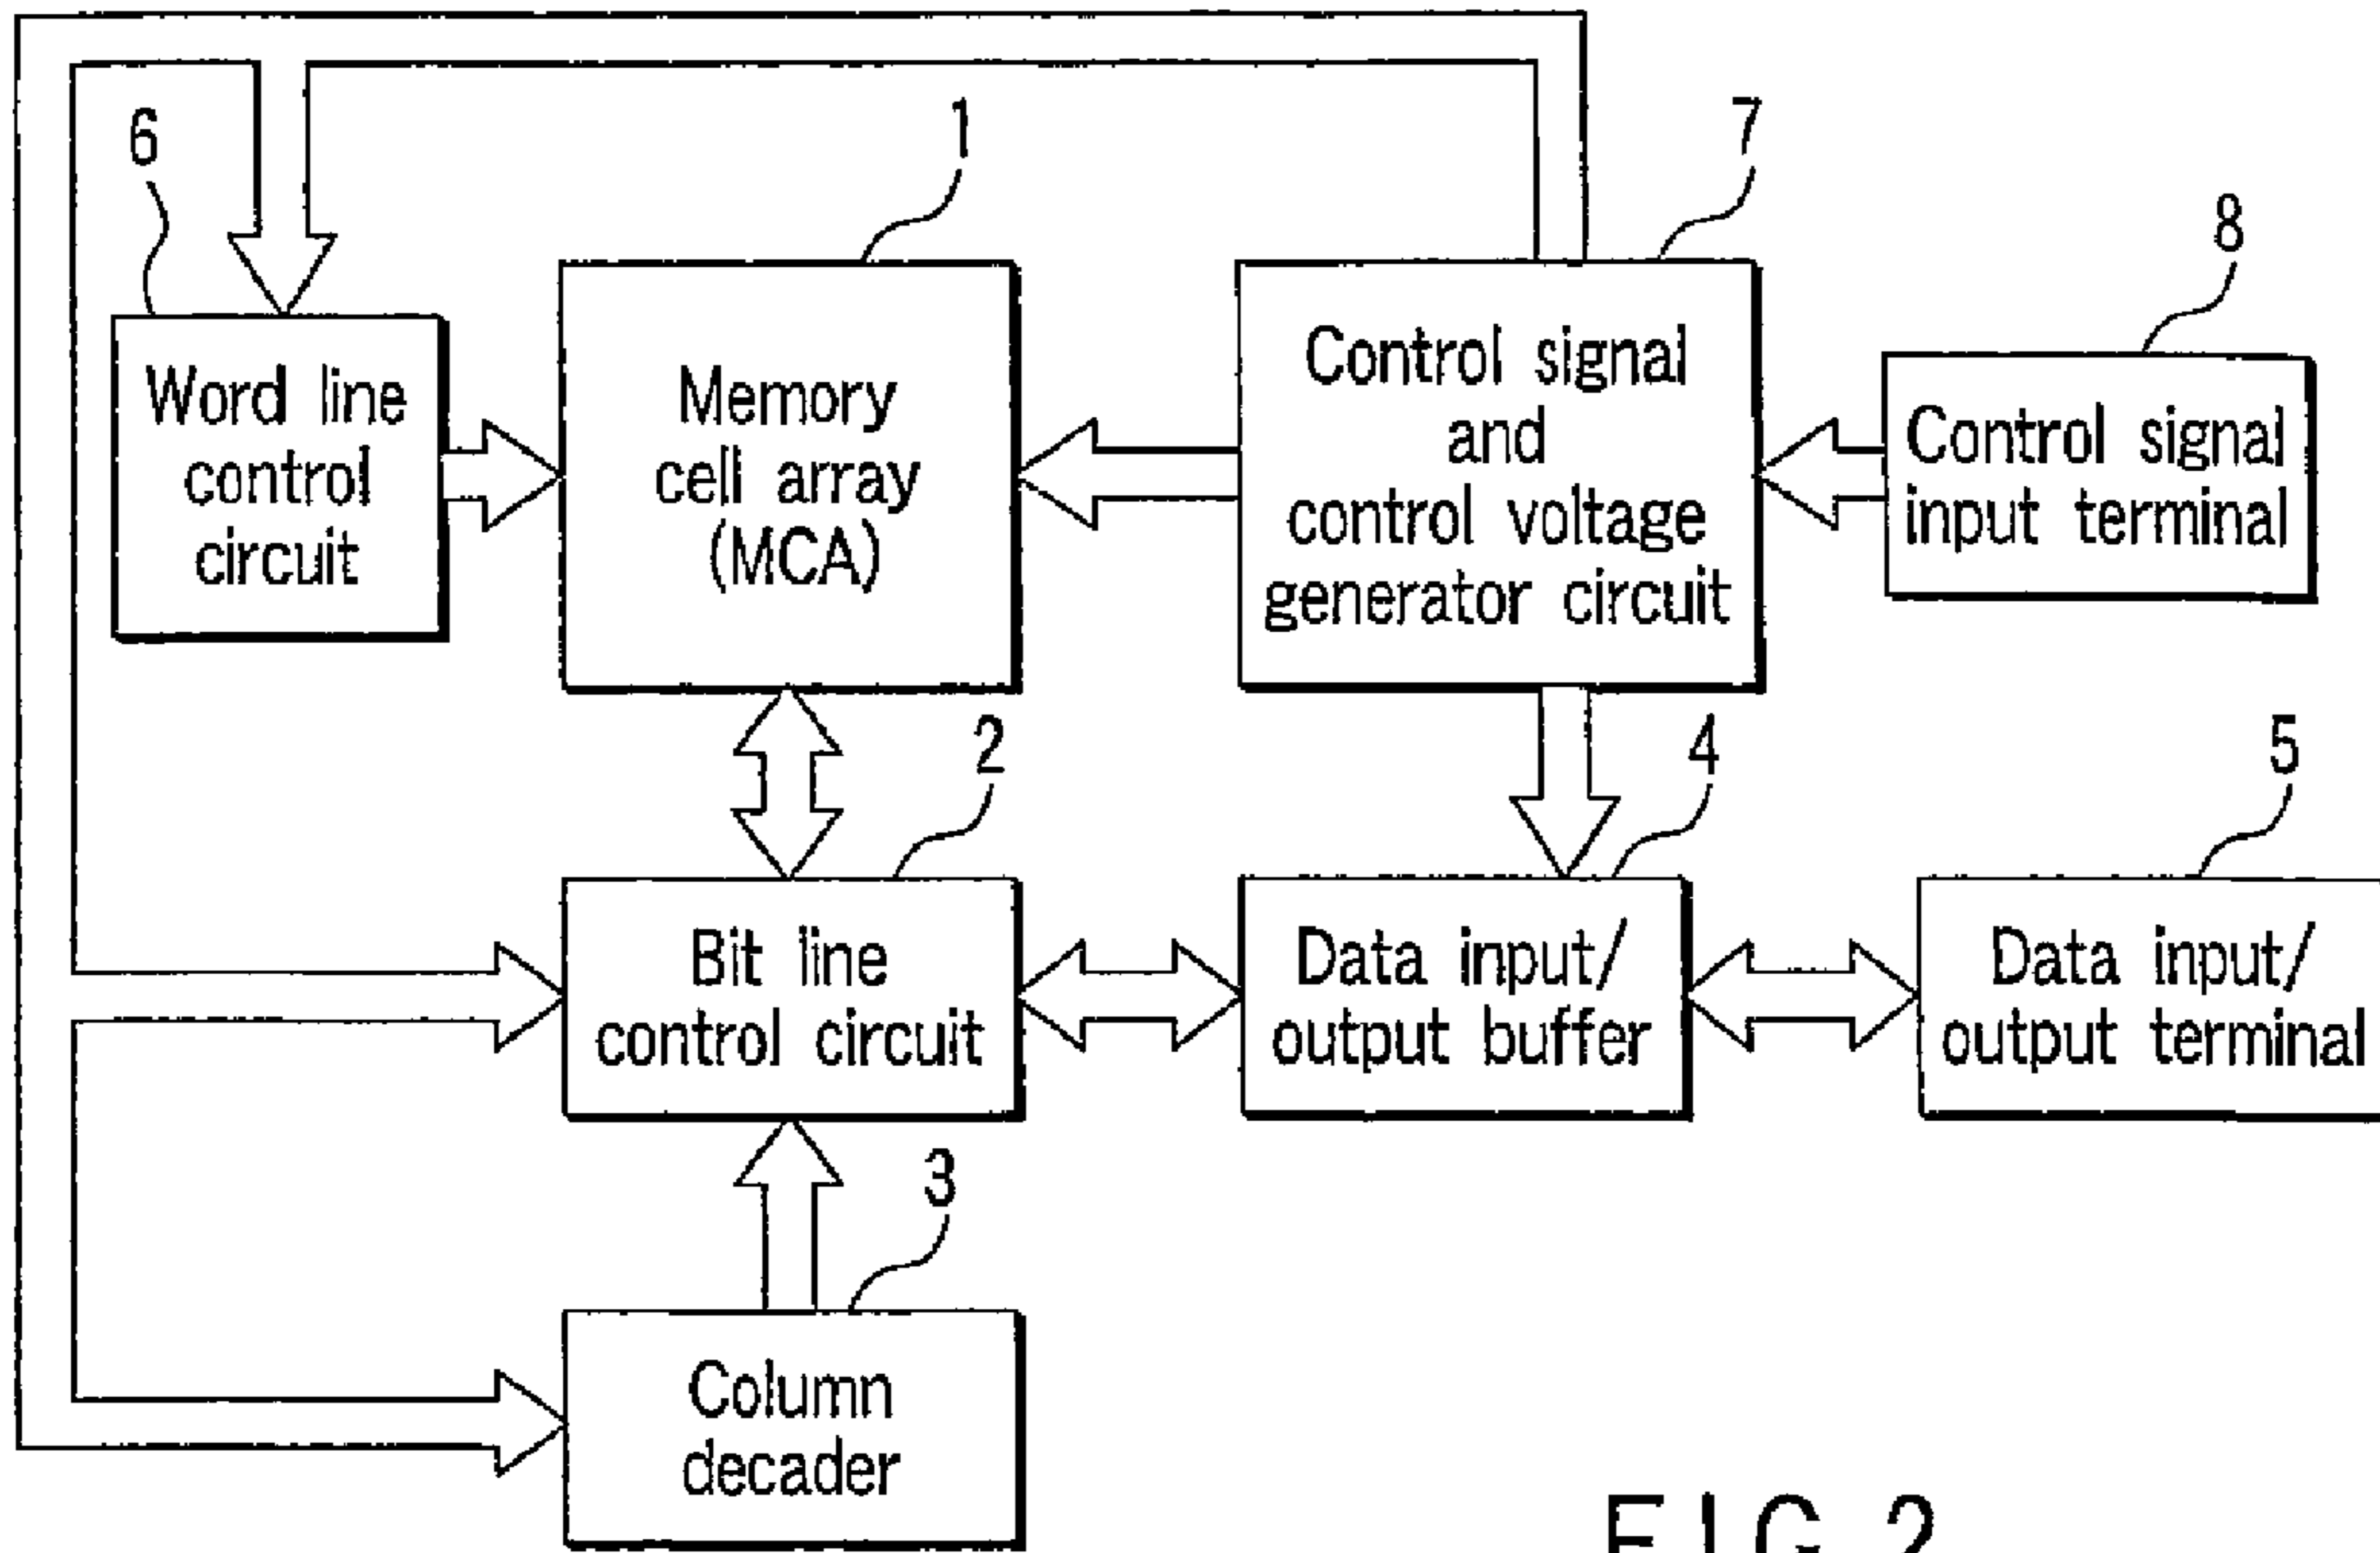 6
1
7
8
Word line
control
circuit
Memory
cell array
(MCA)
Control signal
and
control voltage
generator circuit
Control signal
input terminal
2
4
5
Bit line
control circuit
Data input/
output buffer
Data input/
output terminal
3
Column
decader
FIG.2